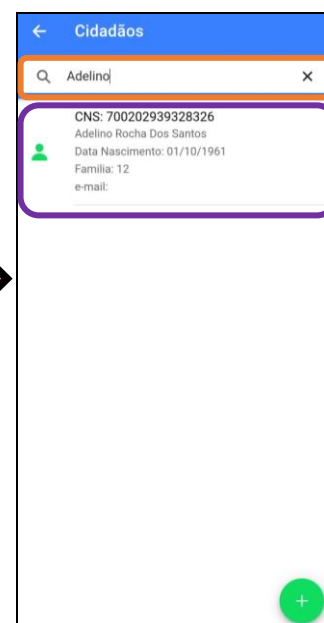 Cidadãos
Adelino
CNS: 700202939328326
Adelino Rocha Dos Santos
Data Nascimento: 01/10/1961
Familia: 12
e-mail: